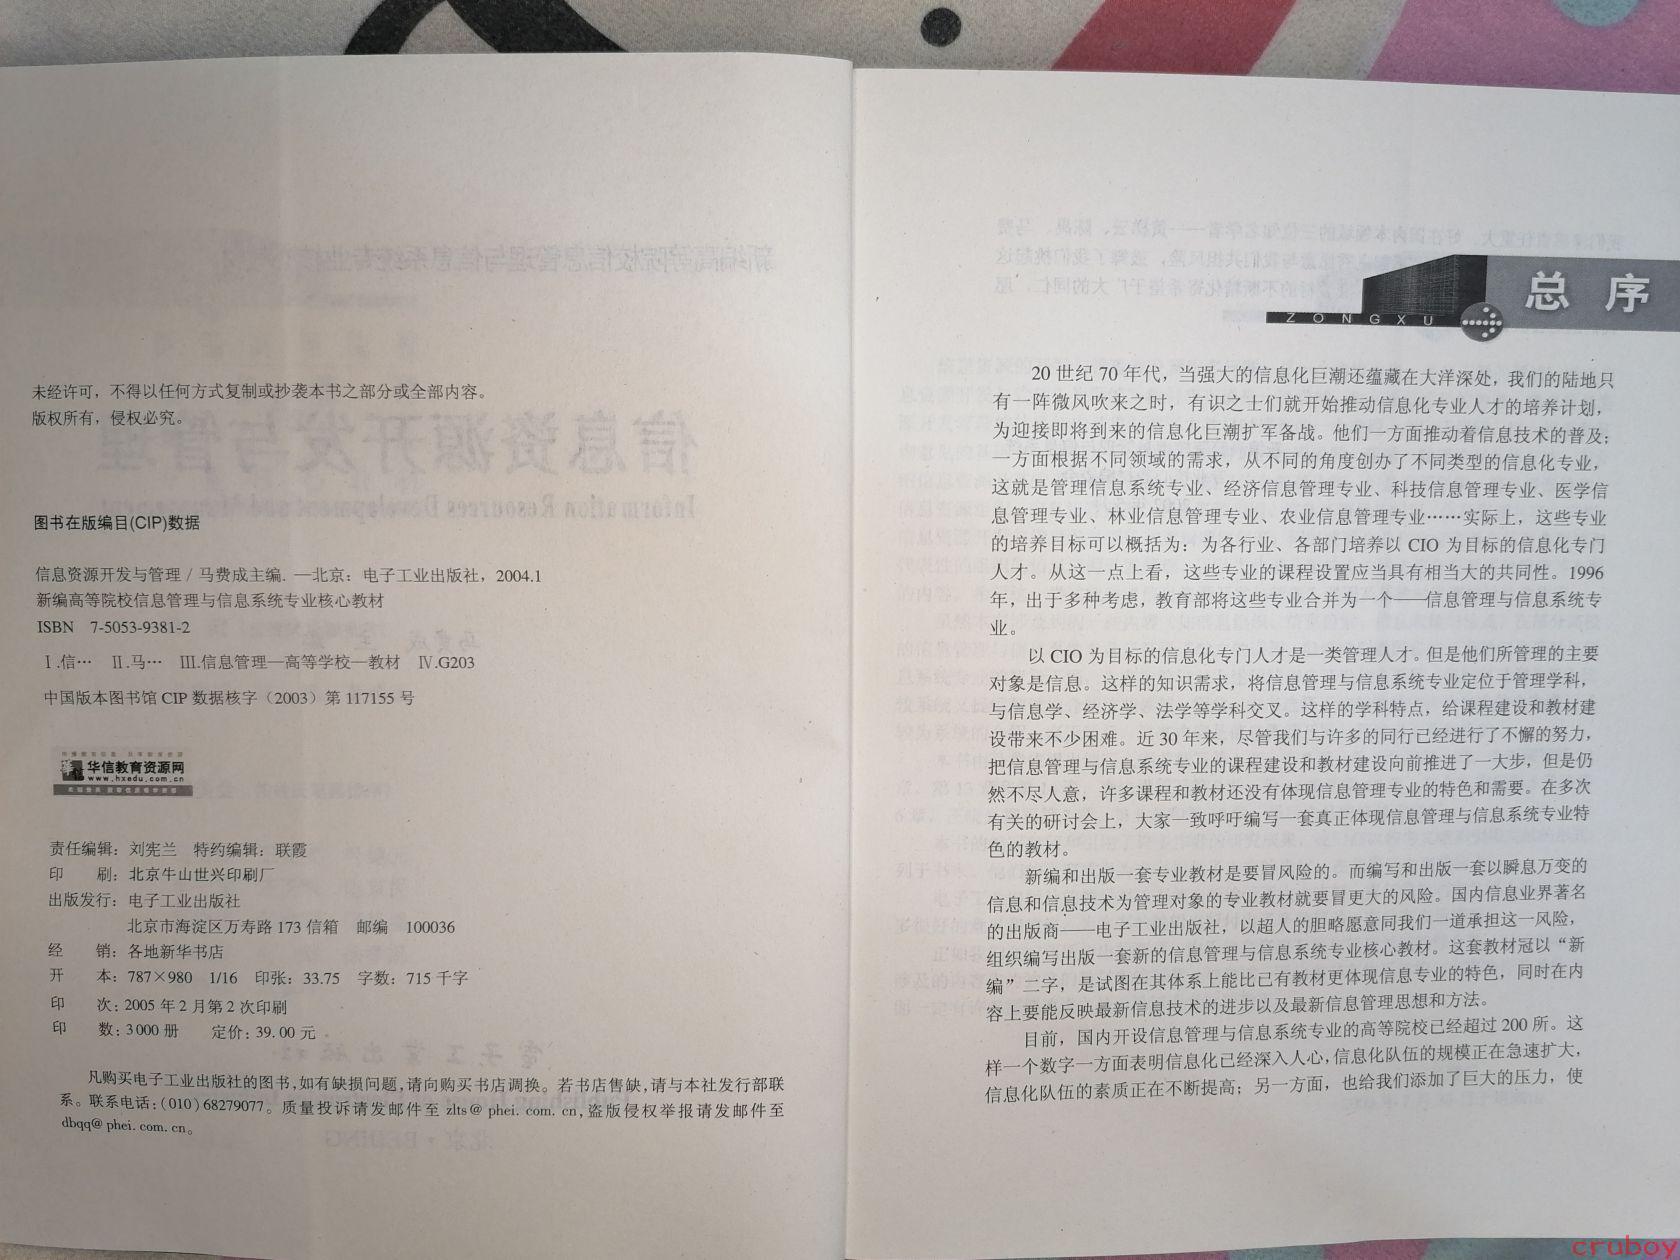 未经许可，不得以任何方式复制或抄袭本书之部分或全部内容。
版权所有，侵权必究。
图书在版编目(CIP)数据
信息资源开发与管理 / 马费成主编. —北京：电子工业出版社，2004.1
新编高等院校信息管理与信息系统专业核心教材
ISBN 7-5053-9381-2
Ⅰ.信… Ⅱ.马… Ⅲ.信息管理—高等学校—教材 Ⅳ.G203
中国版本图书馆 CIP 数据核字（2003）第 117155 号
华信教育资源网
www.hxedu.com.cn
责任编辑：刘宪兰 特约编辑：联霞
印 刷：北京牛山世兴印刷厂
出版发行：电子工业出版社
北京市海淀区万寿路 173 信箱 邮编 100036
经 销：各地新华书店
开 本：787×980 1/16 印张：33.75 字数：715 千字
印 次：2005 年 2 月第 2 次印刷
印 数：3 000 册 定价：39.00 元
凡购买电子工业出版社的图书，如有缺损问题，请向购买书店调换。若书店售缺，请与本社发行部联
系。联系电话：（010）68279077。质量投诉请发邮件至 zlts@phei.com.cn，盗版侵权举报请发邮件至
dbqq@phei.com.cn。
总 序
ZONGXU
20 世纪 70 年代，当强大的信息化巨潮还蕴藏在大洋深处，我们的陆地只
有一阵微风吹来之时，有识之士们就开始推动信息化专业人才的培养计划，
为迎接即将到来的信息化巨潮扩军备战。他们一方面推动着信息技术的普及；
一方面根据不同领域的需求，从不同的角度创办了不同类型的信息化专业，
这就是管理信息系统专业、经济信息管理专业、科技信息管理专业、医学信
息管理专业、林业信息管理专业、农业信息管理专业……实际上，这些专业
的培养目标可以概括为：为各行业、各部门培养以 CIO 为目标的信息化专门
人才。从这一点上看，这些专业的课程设置应当具有相当大的共同性。1996
年，出于多种考虑，教育部将这些专业合并为一个——信息管理与信息系统专
业。
以 CIO 为目标的信息化专门人才是一类管理人才。但是他们所管理的主要
对象是信息。这样的知识需求，将信息管理与信息系统专业定位于管理学科，
与信息学、经济学、法学等学科交叉。这样的学科特点，给课程建设和教材建
设带来不少困难。近 30 年来，尽管我们与许多的同行已经进行了不懈的努力，
把信息管理与信息系统专业的课程建设和教材建设向前推进了一大步，但是仍
然不尽人意，许多课程和教材还没有体现信息管理专业的特色和需要。在多次
有关的研讨会上，大家一致呼吁编写一套真正体现信息管理与信息系统专业特
色的教材。
新编和出版一套专业教材是要冒风险的。而编写和出版一套以瞬息万变的
信息和信息技术为管理对象的专业教材就要冒更大的风险。国内信息业界著名
的出版商——电子工业出版社，以超人的胆略愿意同我们一道承担这一风险，
组织编写出版一套新的信息管理与信息系统专业核心教材。这套教材冠以“新
编”二字，是试图在其体系上能比已有教材更体现信息专业的特色，同时在内
容上要能反映最新信息技术的进步以及最新信息管理思想和方法。
目前，国内开设信息管理与信息系统专业的高等院校已经超过 200 所。这
样一个数字一方面表明信息化已经深入人心，信息化队伍的规模正在急速扩大，
信息化队伍的素质正在不断提高；另一方面，也给我们添加了巨大的压力，使
cruboy